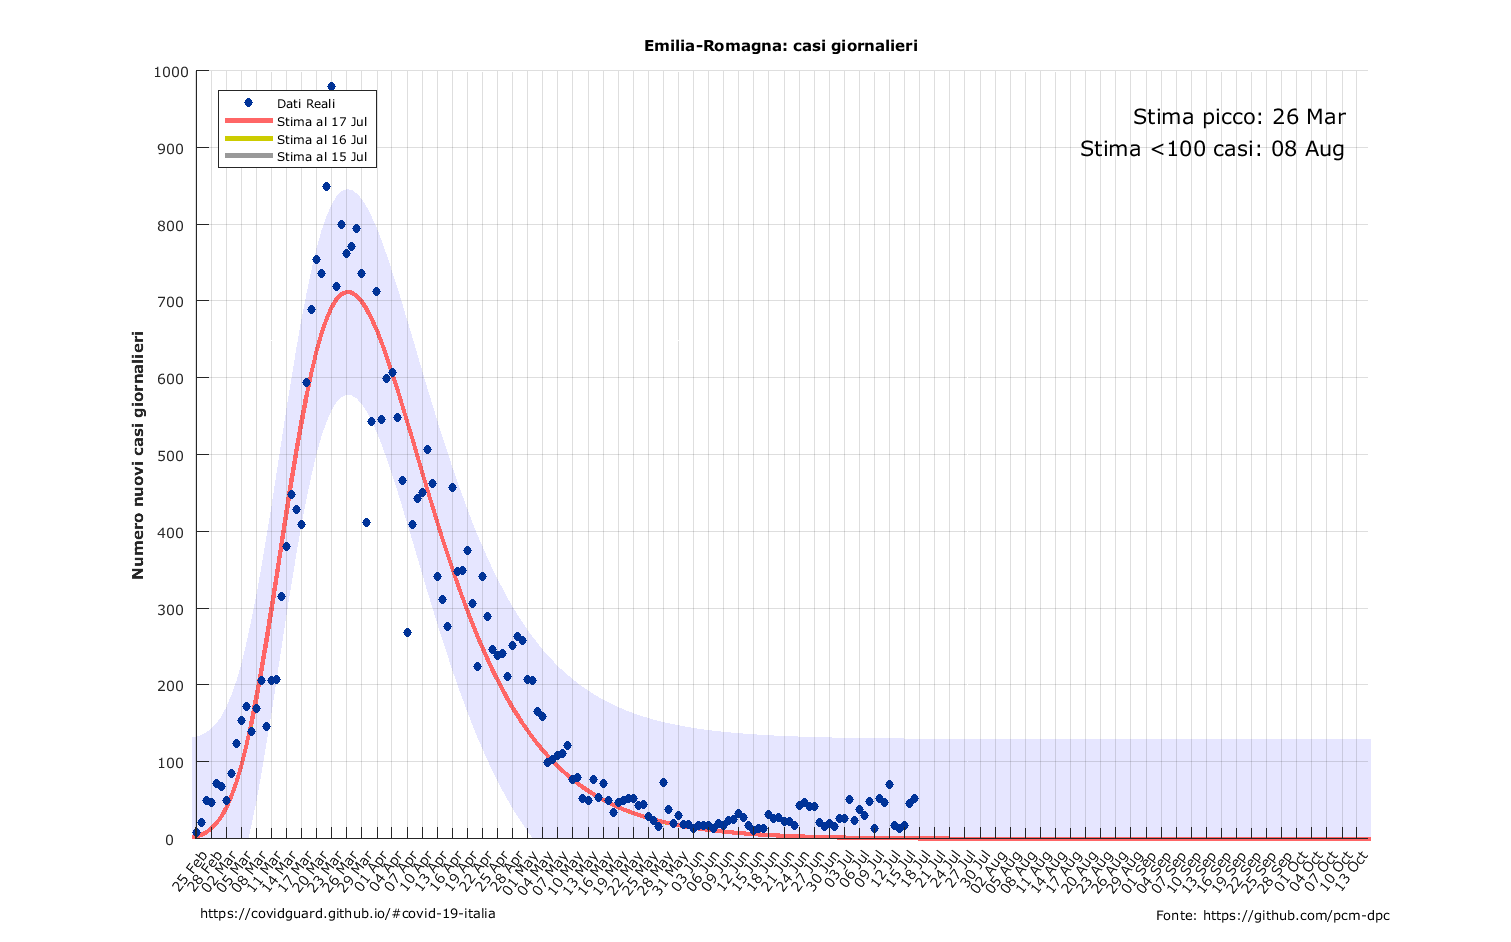 Emilia-Romagna: casi giornalieri
Stima picco: 26 Mar
Stima <100 casi: 08 Aug
Dati Reali
Stima al 17 Jul
Stima al 16 Jul
Stima al 15 Jul
Numero nuovi casi giornalieri
1000
900
800
700
600
500
400
300
200
100
0
25 Feb
28 Feb
02 Mar
05 Mar
08 Mar
11 Mar
14 Mar
17 Mar
20 Mar
23 Mar
26 Mar
29 Mar
01 Apr
04 Apr
07 Apr
10 Apr
13 Apr
16 Apr
19 Apr
22 Apr
25 Apr
28 Apr
01 May
04 May
07 May
10 May
13 May
16 May
19 May
22 May
25 May
28 May
31 May
03 Jun
06 Jun
09 Jun
12 Jun
15 Jun
18 Jun
21 Jun
24 Jun
27 Jun
30 Jun
03 Jul
06 Jul
09 Jul
12 Jul
15 Jul
18 Jul
21 Jul
24 Jul
27 Jul
30 Jul
02 Aug
05 Aug
08 Aug
11 Aug
14 Aug
17 Aug
20 Aug
23 Aug
26 Aug
29 Aug
01 Sep
04 Sep
07 Sep
10 Sep
13 Sep
16 Sep
19 Sep
22 Sep
25 Sep
28 Sep
01 Oct
04 Oct
07 Oct
10 Oct
13 Oct
https://covidguard.github.io/#covid-19-italia
Fonte: https://github.com/pcm-dpc